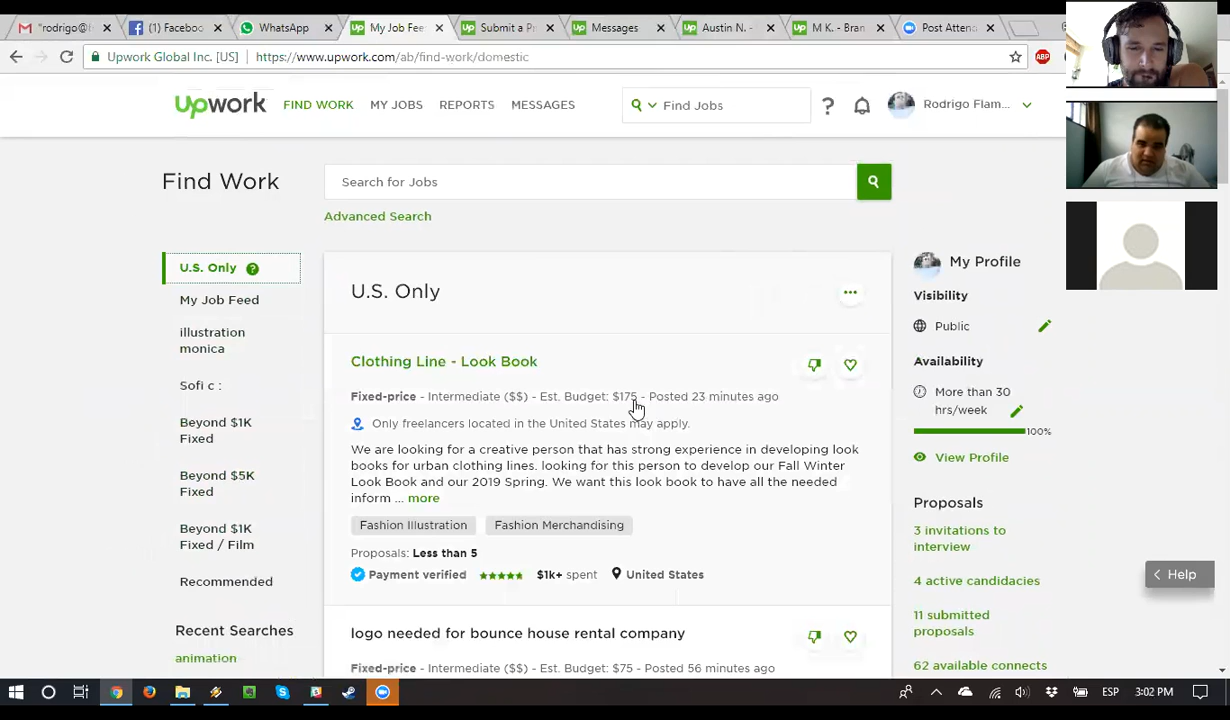 "rodrigo@f
(1) Faceboo
WhatsApp
My Job Fee
Submit a Pr
Messages
Austin N. -
M K. - Bran
Post Attend
Upwork Global Inc. [US]
https://www.upwork.com/ab/find-work/domestic
ABP
upwork
FIND WORK
MY JOBS
REPORTS
MESSAGES
Find Jobs
?
Rodrigo Flam...
Find Work
Search for Jobs
Advanced Search
U.S. Only ?
My Job Feed
illustration
monica
Sofi c :
Beyond $1K
Fixed
Beyond $5K
Fixed
Beyond $1K
Fixed / Film
Recommended
Recent Searches
animation
U.S. Only
Clothing Line - Look Book
Fixed-price - Intermediate ($$) - Est. Budget: $175 - Posted 23 minutes ago
Only freelancers located in the United States may apply.
We are looking for a creative person that has strong experience in developing look
books for urban clothing lines. looking for this person to develop our Fall Winter
Look Book and our 2019 Spring. We want this look book to have all the needed
inform ... more
Fashion Illustration
Fashion Merchandising
Proposals: Less than 5
Payment verified
$1k+ spent
United States
logo needed for bounce house rental company
Fixed-price - Intermediate ($$) - Est. Budget: $75 - Posted 56 minutes ago
My Profile
Visibility
Public
Availability
More than 30
hrs/week
100%
View Profile
Proposals
3 invitations to
interview
4 active candidacies
11 submitted
proposals
62 available connects
Help
ESP
3:02 PM